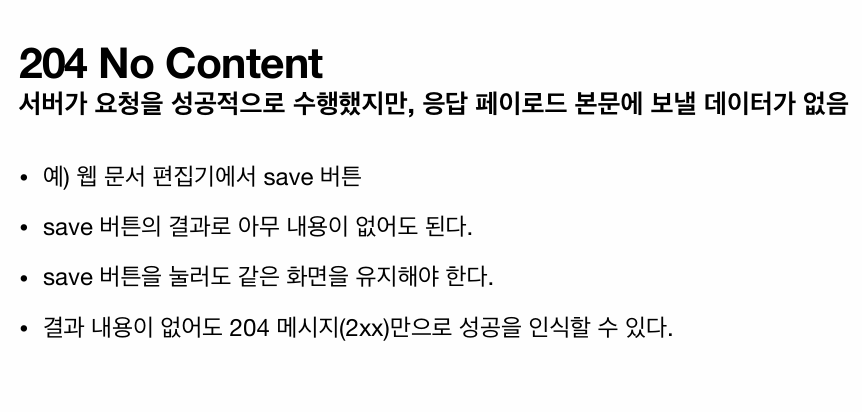 204 No Content
서버가 요청을 성공적으로 수행했지만, 응답 페이로드 본문에 보낼 데이터가 없음
• 예) 웹 문서 편집기에서 save 버튼
• save 버튼의 결과로 아무 내용이 없어도 된다.
• save 버튼을 눌러도 같은 화면을 유지해야 한다.
• 결과 내용이 없어도 204 메시지(2xx)만으로 성공을 인식할 수 있다.